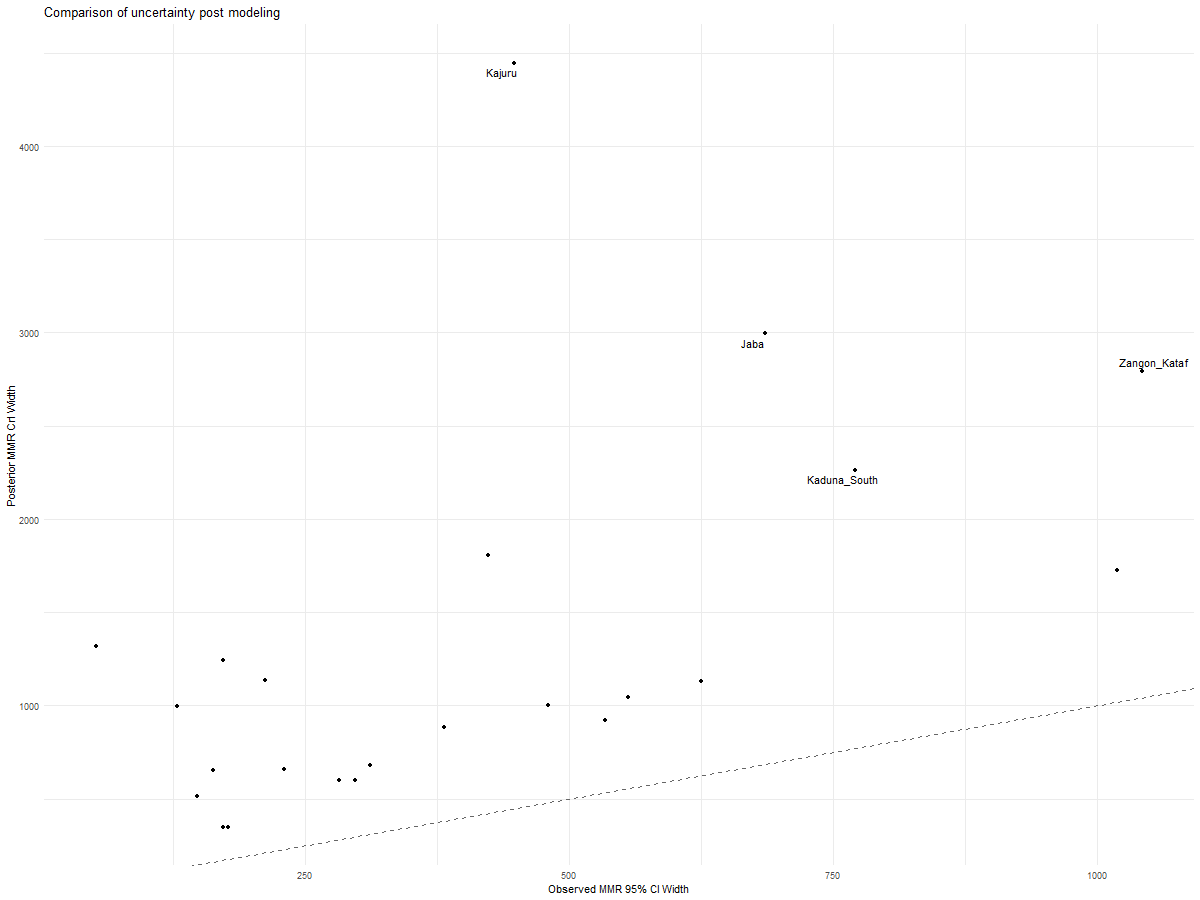 Comparison of uncertainty post modeling
Kajuru
4000
3000
Jaba
Zangon_Kataf
Kaduna_South
2000
1000
Posterior MMR CrI Width
250
500
750
1000
Observed MMR 95% CI Width